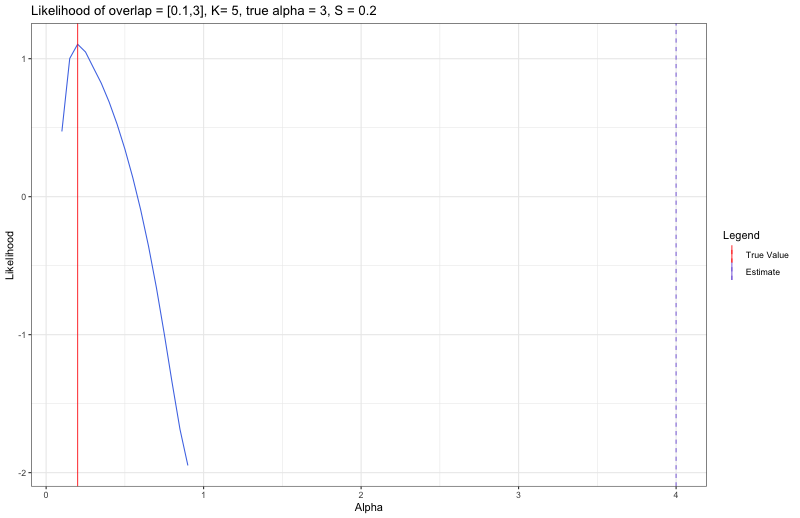 Likelihood of overlap = [0.1,3], K= 5, true alpha = 3, S = 0.2
1
0
-1
-2
Likelihood
0
1
2
3
4
Alpha
Legend
True Value
Estimate